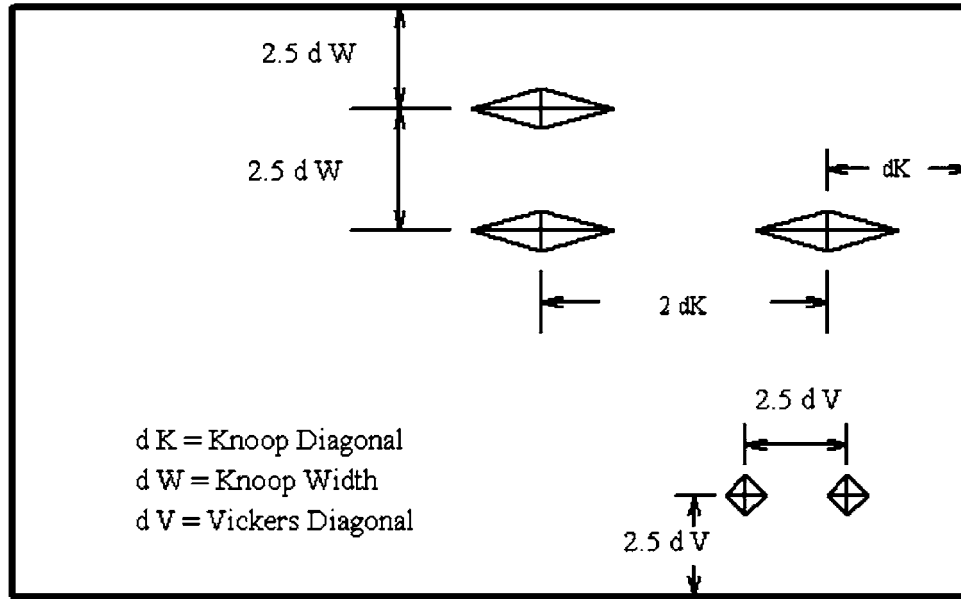 2.5 d W
2.5 d W
dK
2 dK
2.5 d V
d K = Knoop Diagonal
d W = Knoop Width
d V = Vickers Diagonal
2.5 d V